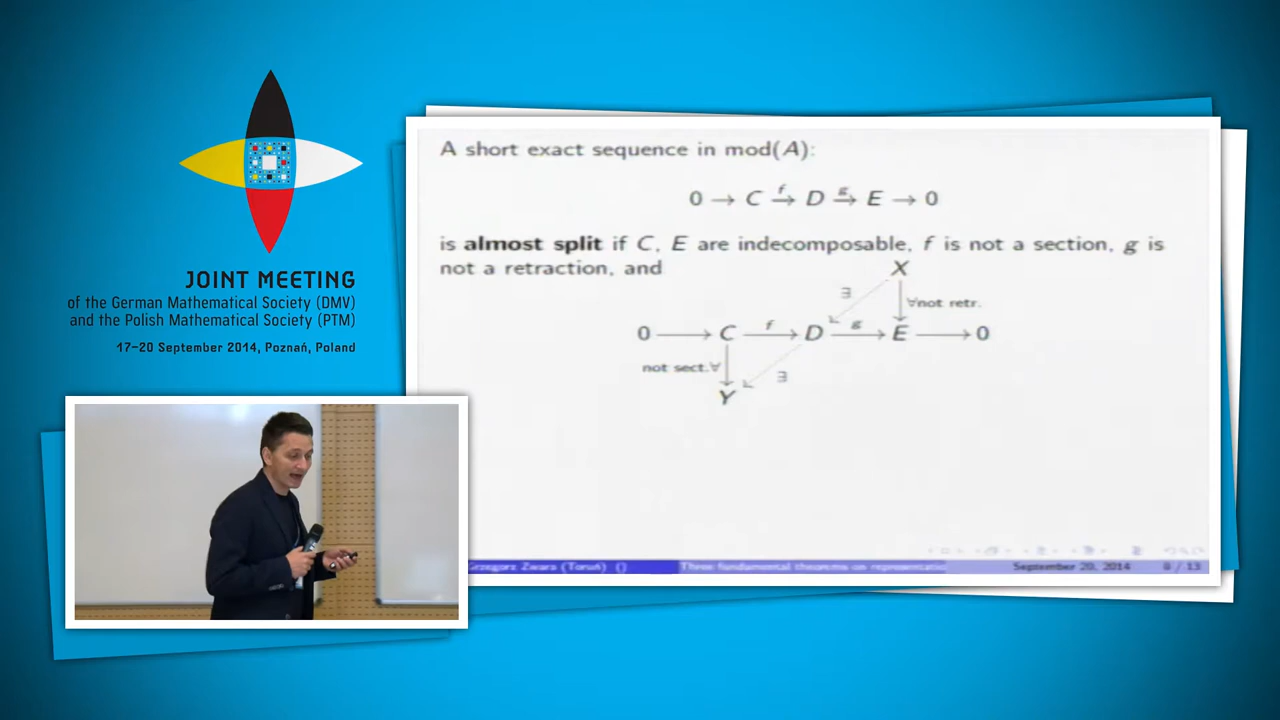 JOINT MEETING
of the German Mathematical Society (DMV)
and the Polish Mathematical Society (PTM)
17–20 September 2014, Poznań, Poland
A short exact sequence in mod(A):
0 → C →f D →g E → 0
is almost split if C, E are indecomposable, f is not a section, g is
not a retraction, and
X
∃
∀not retr.
0 → C →f D →g E → 0
not sect.∀
∃
Y
Grzegorz Zwara (Toruń) ()
Three fundamental theorems on representatio
September 20, 2014
8 / 13